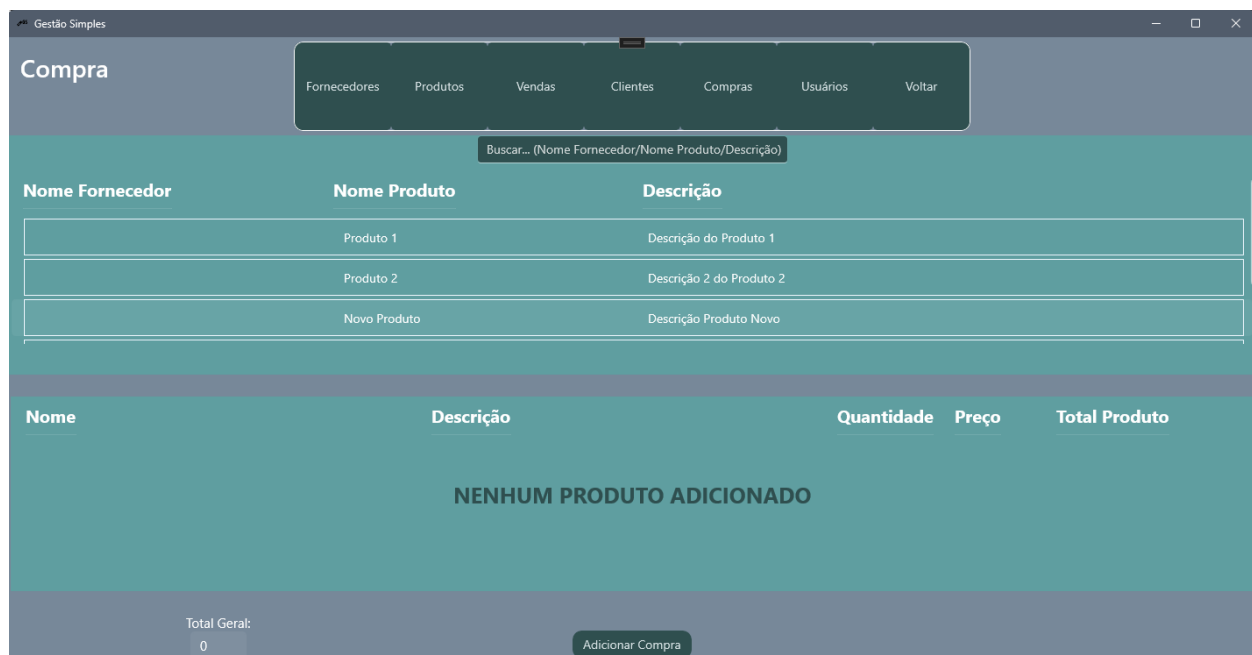 Gestão Simples
Compra
Fornecedores Produtos Vendas Clientes Compras Usuários Voltar
Buscar... (Nome Fornecedor/Nome Produto/Descrição)
Nome Fornecedor Nome Produto Descrição
Produto 1 Descrição do Produto 1
Produto 2 Descrição 2 do Produto 2
Novo Produto Descrição Produto Novo
Nome Descrição Quantidade Preço Total Produto
NENHUM PRODUTO ADICIONADO
Total Geral:
0 Adicionar Compra